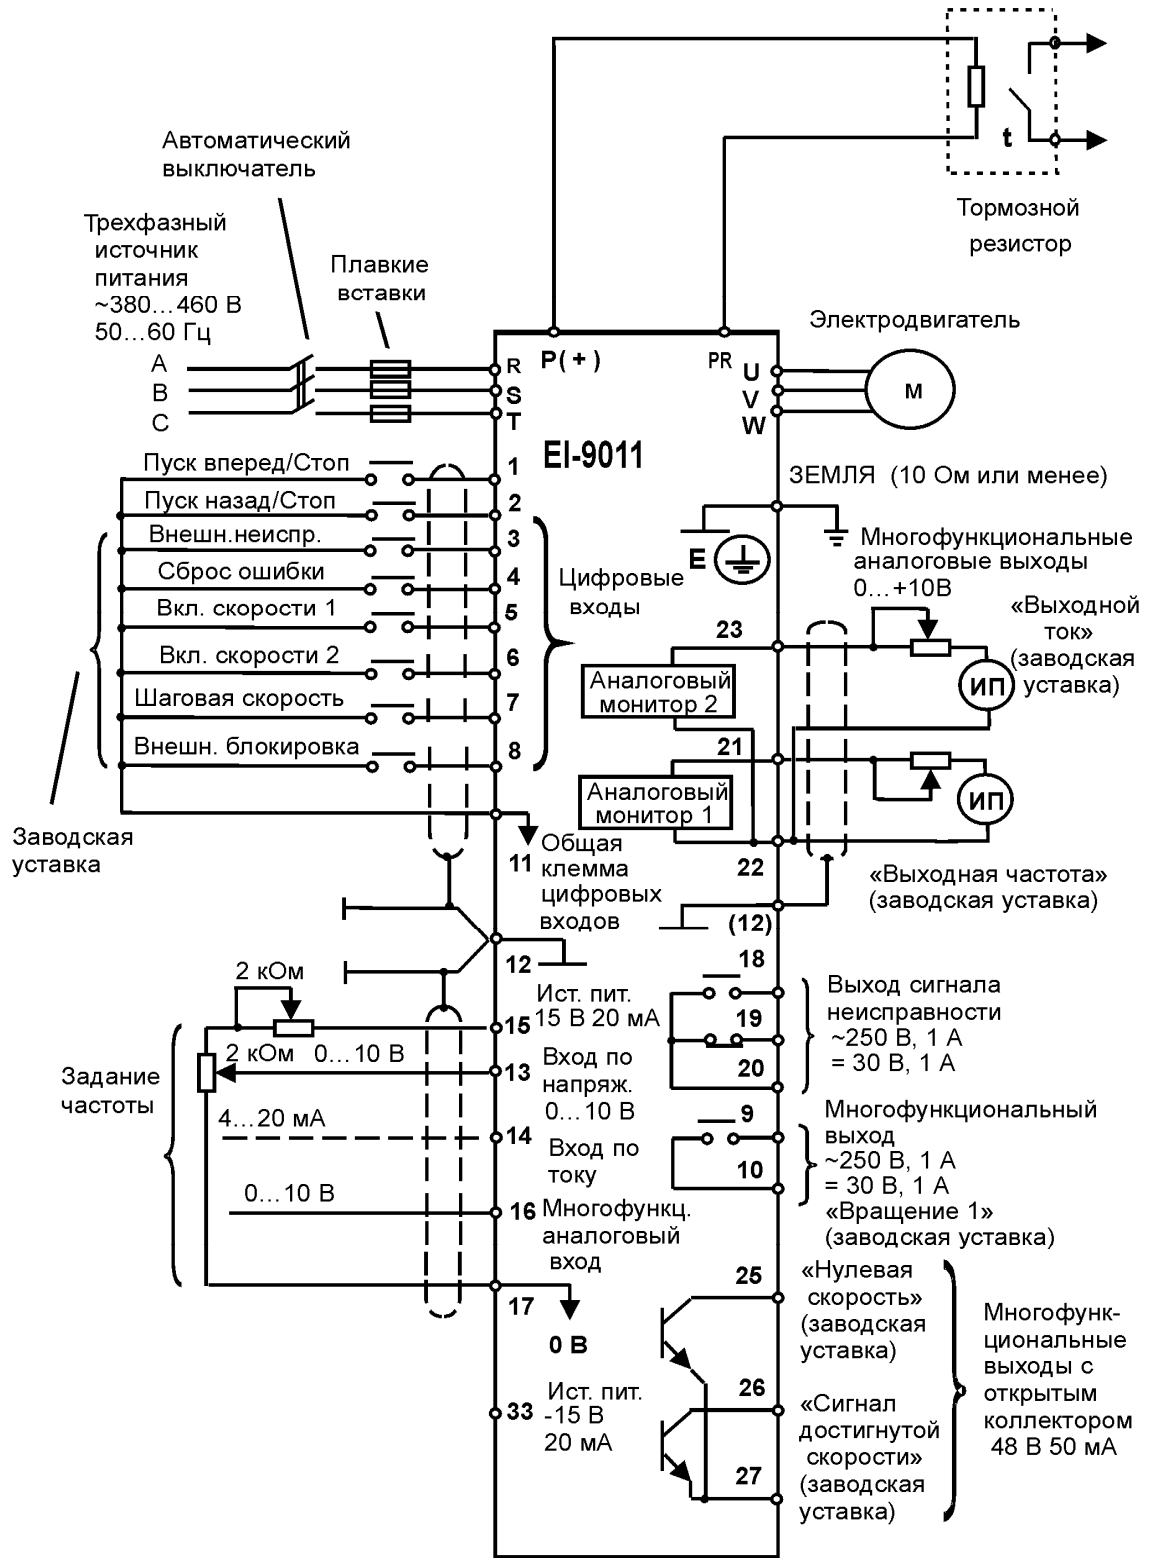 t
Тормозной
резистор
Автоматический
выключатель
Трехфазный
источник
питания
~380...460 В
50...60 Гц
Плавкие
вставки
A
B
C
R
S
T
P(+)
PR
U
V
W
Электродвигатель
М
EI-9011
Пуск вперед/Стоп
1
Пуск назад/Стоп
2
Внешн.неиспр.
3
Сброс ошибки
4
Вкл. скорости 1
5
Вкл. скорости 2
6
Шаговая скорость
7
Внешн. блокировка
8
Цифровые
входы
Заводская
уставка
11
Общая
клемма
цифровых
входов
ЗЕМЛЯ (10 Ом или менее)
E
Многофункциональные
аналоговые выходы
0...+10В
«Выходной
ток»
(заводская
уставка)
23
Аналоговый
монитор 2
ИП
21
Аналоговый
монитор 1
ИП
22
«Выходная частота»
(заводская уставка)
(12)
12
2 кОм
15
Ист. пит.
15 В 20 мА
2 кОм
0...10 В
13
Вход по
напряж.
0...10 В
Задание
частоты
4...20 мА
14
Вход по
току
0...10 В
16
Многофункц.
аналоговый
вход
17
0 В
33
Ист. пит.
-15 В
20 мА
18
19
20
Выход сигнала
неисправности
~250 В, 1 А
= 30 В, 1 А
9
10
Многофункциональный
выход
~250 В, 1 А
= 30 В, 1 А
«Вращение 1»
(заводская уставка)
25
«Нулевая
скорость»
(заводская
уставка)
26
«Сигнал
достигнутой
скорости»
(заводская
уставка)
27
Многофунк-
циональные
выходы с
открытым
коллектором
48 В 50 мА